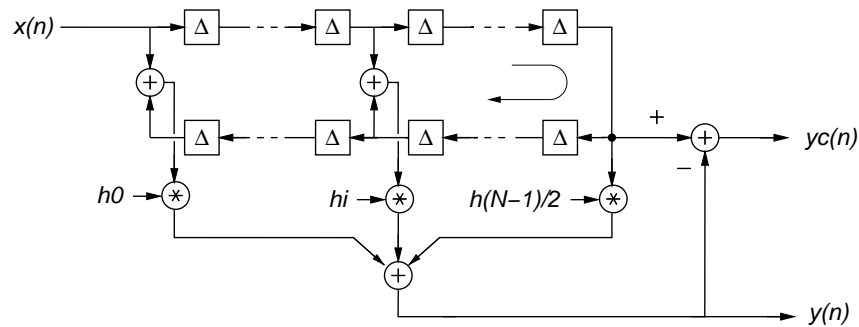 x(n) Δ Δ Δ Δ
+ +
Δ Δ Δ Δ + + yc(n)
−
h0 * hi * h(N−1)/2 *
+
y(n)